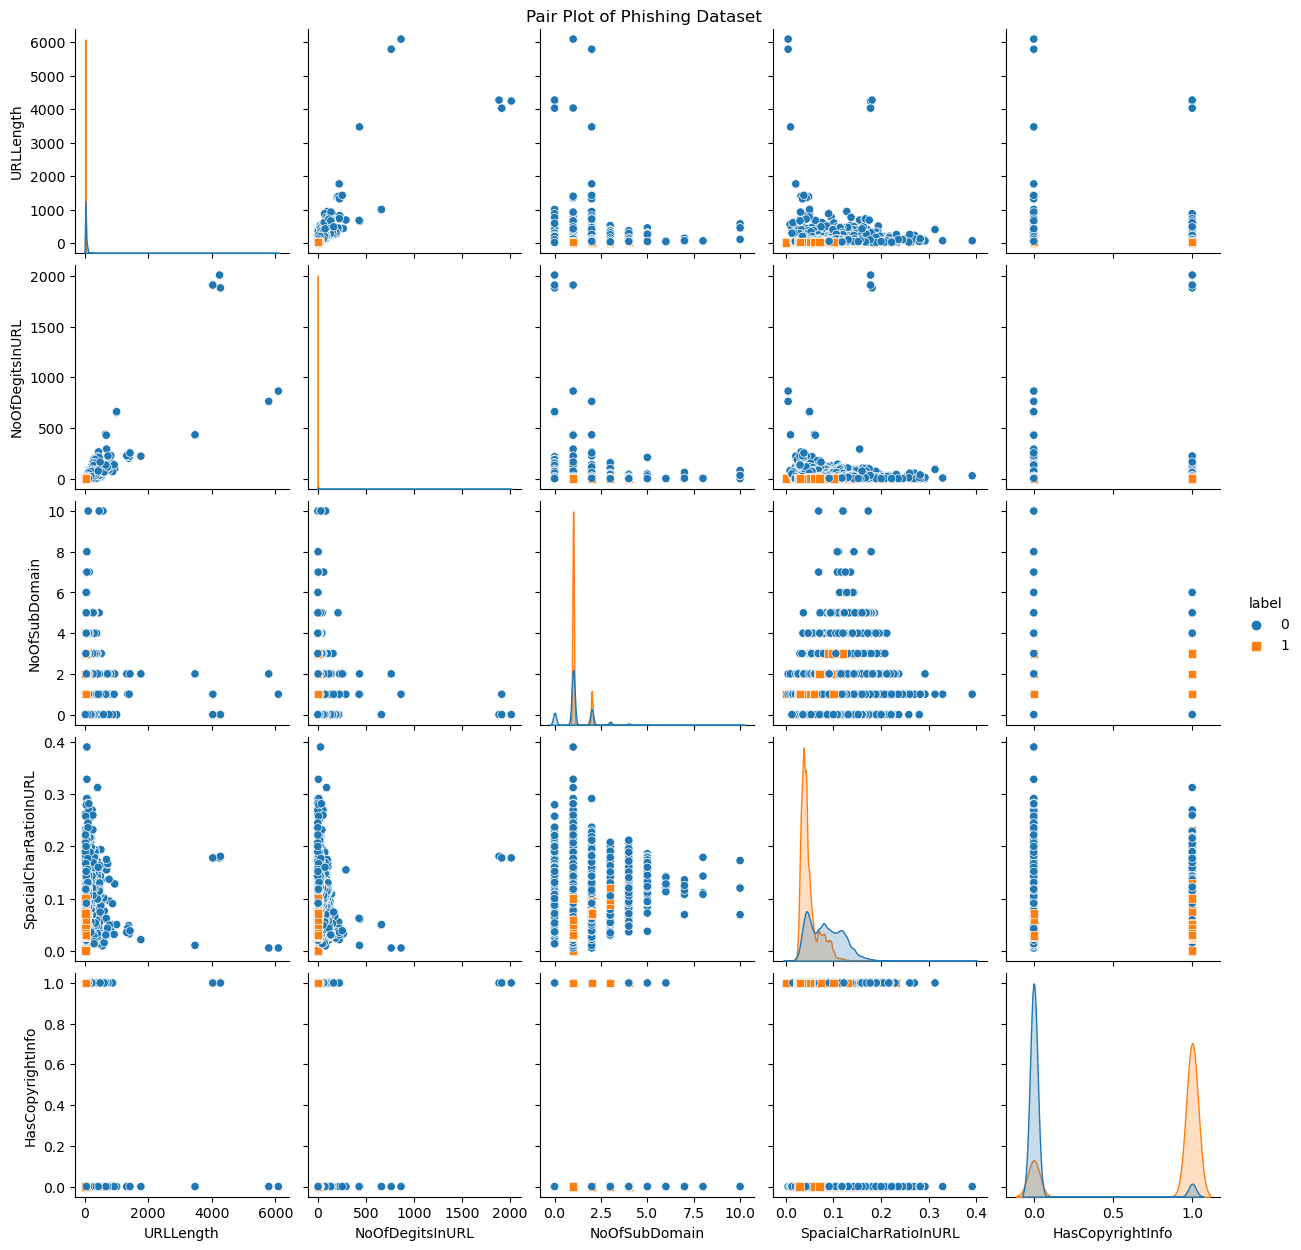 Pair Plot of Phishing Dataset
6000
5000
4000
3000
2000
1000
0
URLLength
2000
1500
1000
500
0
NoOfDegitsInURL
10
8
6
4
2
0
NoOfSubDomain
label
0
1
0.4
0.3
0.2
0.1
0.0
SpacialCharRatioInURL
1.0
0.8
0.6
0.4
0.2
0.0
HasCopyrightInfo
0 2000 4000 6000
0 500 1000 1500 2000
0.0 2.5 5.0 7.5 10.0
0.0 0.1 0.2 0.3 0.4
0.0 0.5 1.0
URLLength
NoOfDegitsInURL
NoOfSubDomain
SpacialCharRatioInURL
HasCopyrightInfo